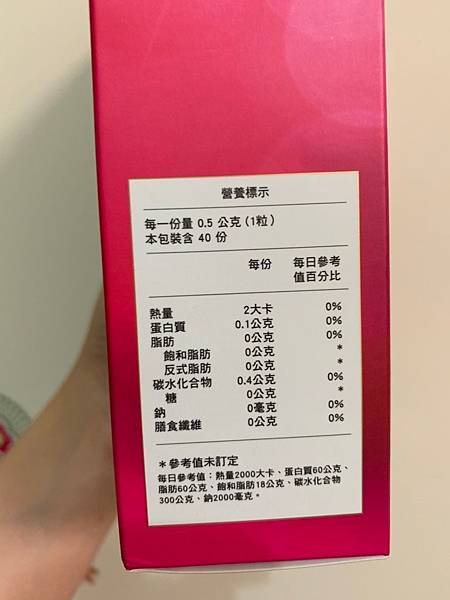 營養標示
每一份量 0.5 公克(1粒)
本包裝含 40 份
每份 每日參考
值百分比
熱量 2大卡 0%
蛋白質 0.1公克 0%
脂肪 0公克 0%
飽和脂肪 0公克 *
反式脂肪 0公克 *
碳水化合物 0.4公克 0%
糖 0公克 *
鈉 0毫克 0%
膳食纖維 0公克 0%
*參考值未訂定
每日參考值:熱量2000大卡、蛋白質60公克、
脂肪60公克、飽和脂肪18公克、碳水化合物
300公克、鈉2000毫克。